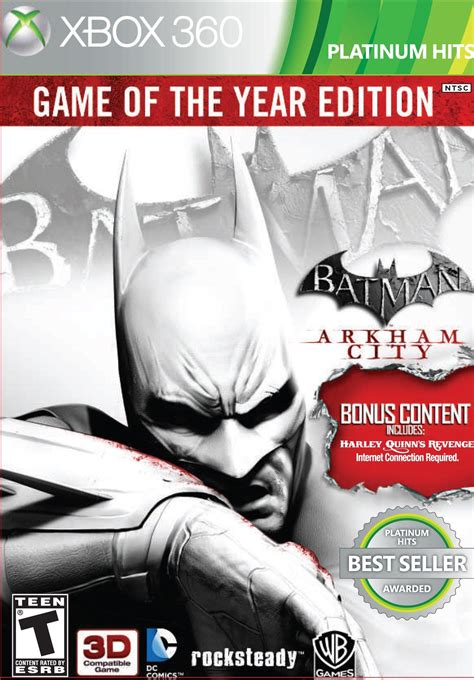 XBOX 360
PLATINUM HITS
GAME OF THE YEAR EDITION
NTSC
BATMAN
BATMAN
ARKHAM
CITY
BONUS CONTENT
INCLUDES:
HARLEY QUINN'S REVENGE
Internet Connection Required.
PLATINUM
HITS
BEST SELLER
AWARDED
TEEN
T
CONTENT RATED BY
ESRB
3D
Compatible
Game
DC
COMICS™
rocksteady
WB
GAMES